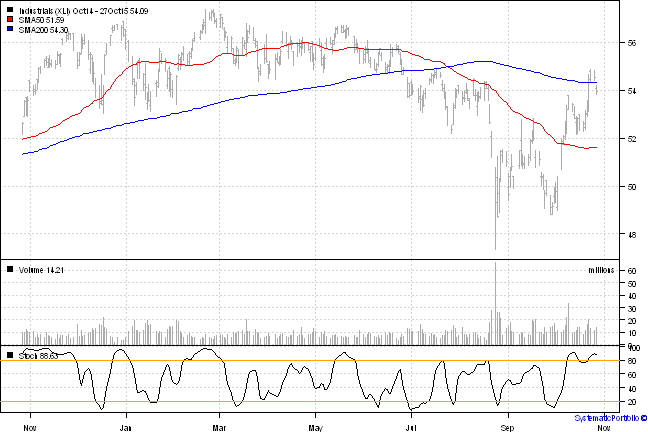 Industrials (XLI) Oct14 - 27Oct15 54.09
SMA50 51.59
SMA200 54.30
56
54
52
50
48
Volume 14.21
millions
60
50
40
30
20
10
0
Stoch 88.63
100
80
60
40
20
Nov Jan Mar May Jul Sep Nov
SystematicPortfolio ©